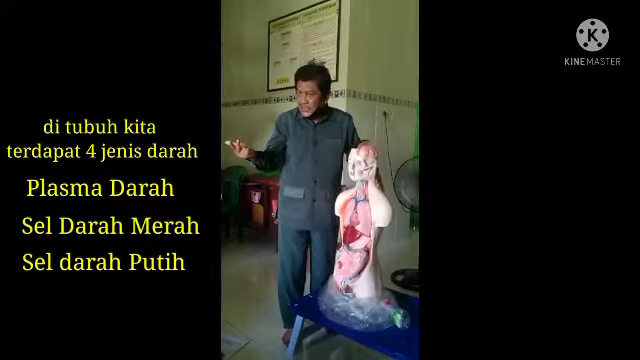 di tubuh kita
terdapat 4 jenis darah
Plasma Darah
Sel Darah Merah
Sel darah Putih
K
KINEMASTER